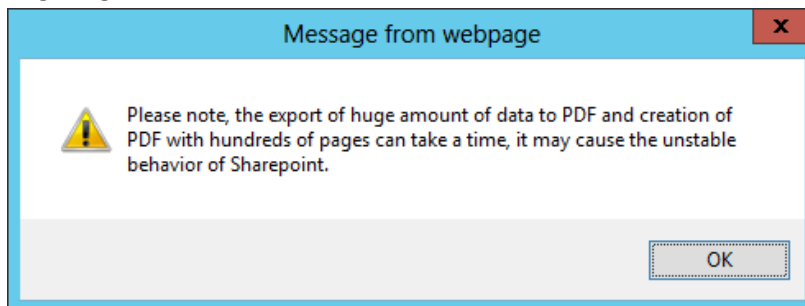 Message from webpage
x
Please note, the export of huge amount of data to PDF and creation of
PDF with hundreds of pages can take a time, it may cause the unstable
behavior of Sharepoint.
OK